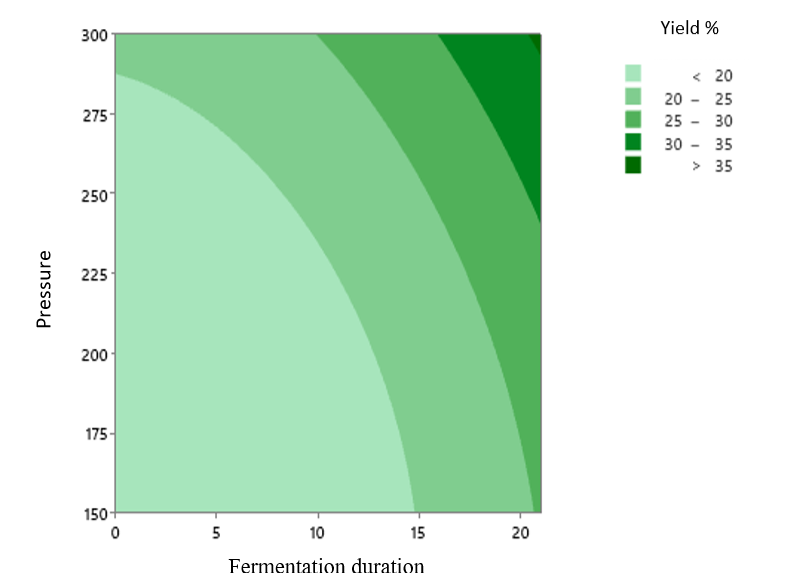 Yield %
< 20
20 – 25
25 – 30
30 – 35
> 35
300
275
250
225
200
175
150
Pressure
0 5 10 15 20
Fermentation duration